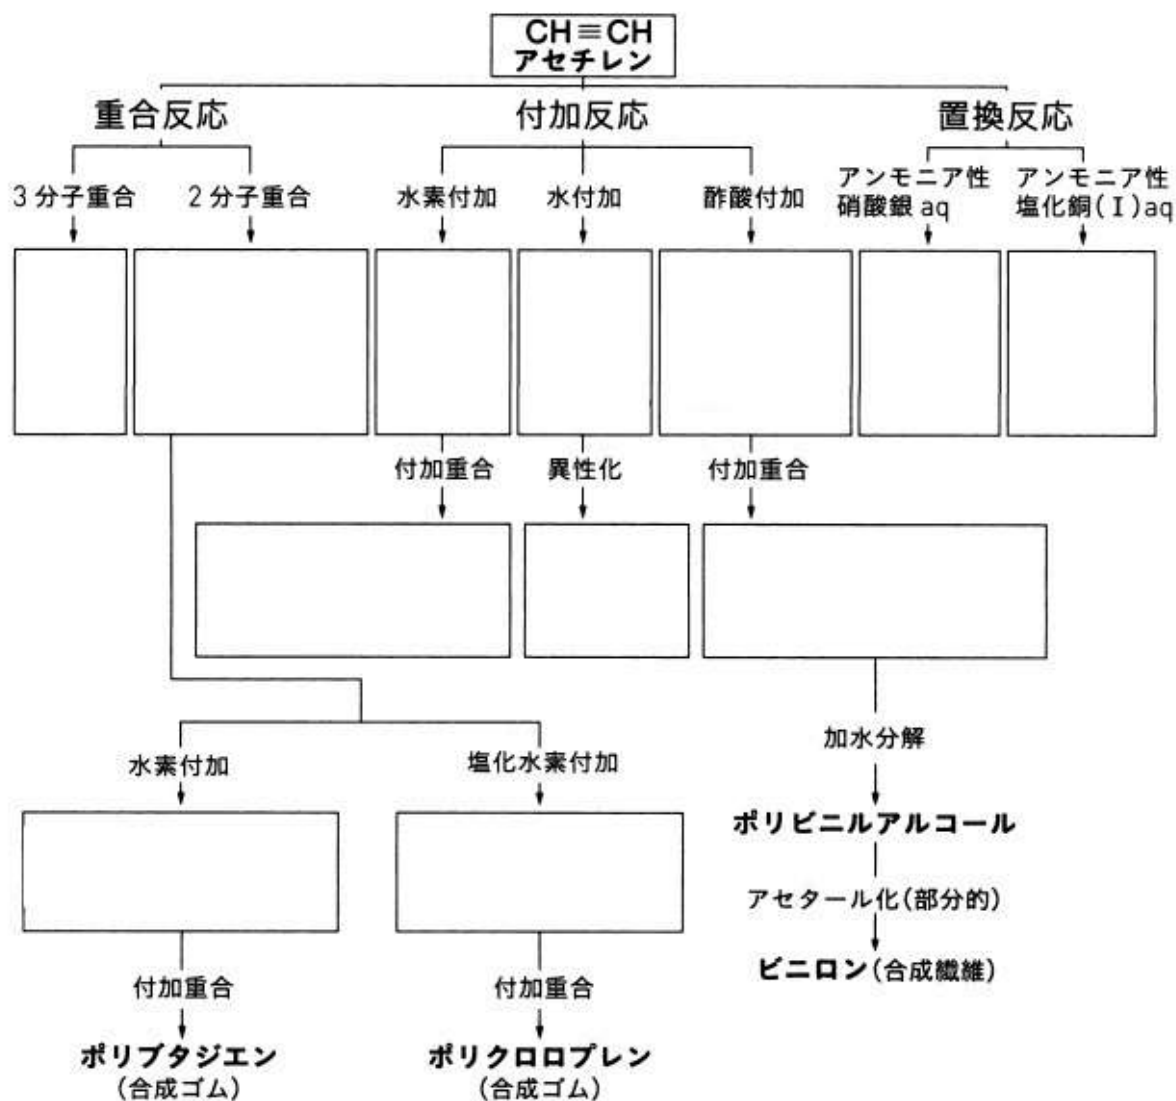 CH≡CH
アセチレン
重合反応
付加反応
置換反応
3分子重合
2分子重合
水素付加
水付加
酢酸付加
アンモニア性
硝酸銀aq
アンモニア性
塩化銅(Ⅰ)aq
付加重合
異性化
付加重合
水素付加
塩化水素付加
加水分解
ポリビニルアルコール
アセタール化(部分的)
ビニロン(合成繊維)
付加重合
付加重合
ポリブタジエン
(合成ゴム)
ポリクロロプレン
(合成ゴム)